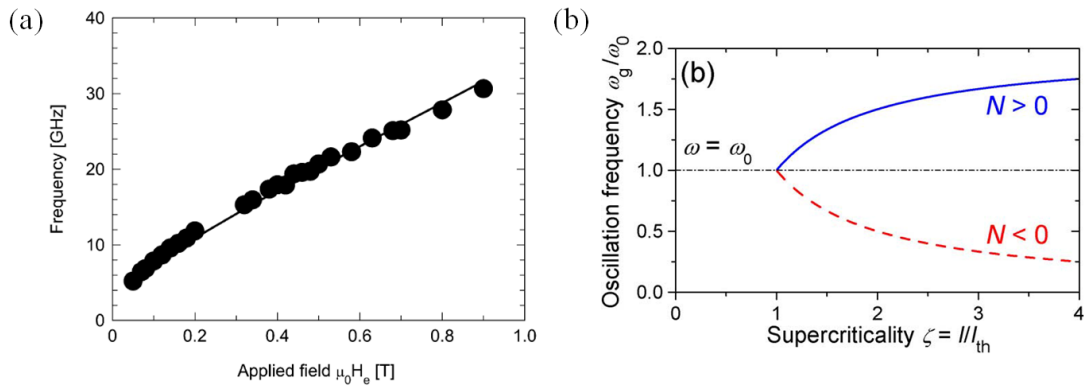 (a)
40
30
20
10
0
Frequency [GHz]
0 0.2 0.4 0.6 0.8 1.0
Applied field μ₀Hₑ [T]
(b)
2.0
1.5
1.0
0.5
0.0
Oscillation frequency ω_g/ω₀
(b)
N > 0
ω = ω₀
N < 0
0 1 2 3 4
Supercriticality ζ = I/I_th